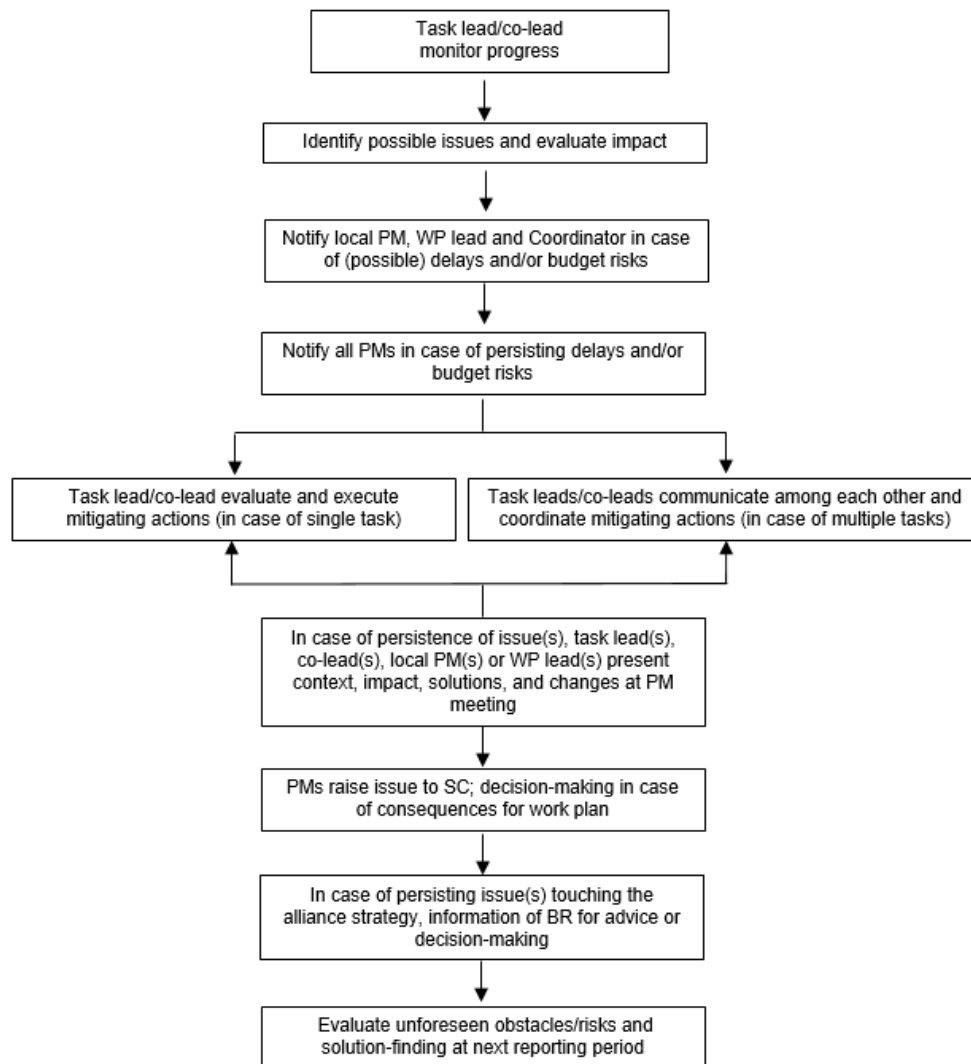 Task lead/co-lead
monitor progress
Identify possible issues and evaluate impact
Notify local PM, WP lead and Coordinator in case
of (possible) delays and/or budget risks
Notify all PMs in case of persisting delays and/or
budget risks
Task lead/co-lead evaluate and execute
mitigating actions (in case of single task)
Task leads/co-leads communicate among each other and
coordinate mitigating actions (in case of multiple tasks)
In case of persistence of issue(s), task lead(s),
co-lead(s), local PM(s) or WP lead(s) present
context, impact, solutions, and changes at PM
meeting
PMs raise issue to SC; decision-making in case
of consequences for work plan
In case of persisting issue(s) touching the
alliance strategy, information of BR for advice or
decision-making
Evaluate unforeseen obstacles/risks and
solution-finding at next reporting period